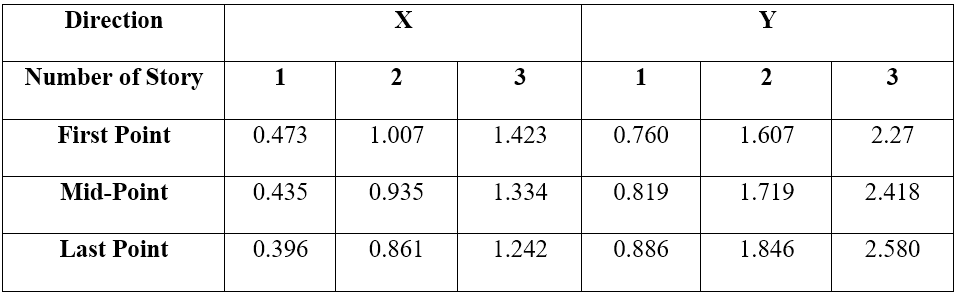 Direction X Y
Number of Story 1 2 3 1 2 3
First Point 0.473 1.007 1.423 0.760 1.607 2.27
Mid-Point 0.435 0.935 1.334 0.819 1.719 2.418
Last Point 0.396 0.861 1.242 0.886 1.846 2.580